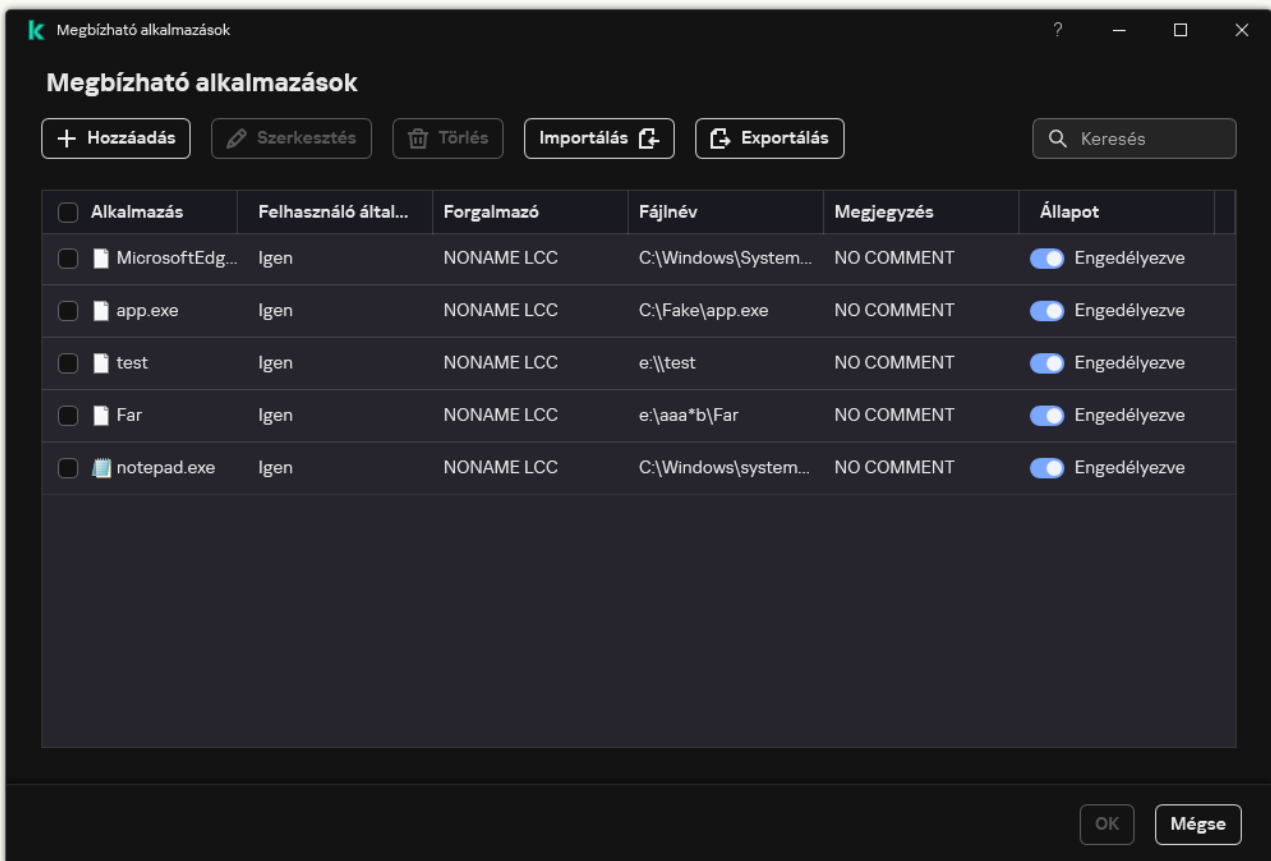 Megbízható alkalmazások
?
Megbízható alkalmazások
Hozzáadás Szerkesztés Törlés Importálás Exportálás Keresés
Alkalmazás Felhasználó által... Forgalmazó Fájlnév Megjegyzés Állapot
MicrosoftEdg... Igen NONAME LCC C:\Windows\System... NO COMMENT Engedélyezve
app.exe Igen NONAME LCC C:\Fake\app.exe NO COMMENT Engedélyezve
test Igen NONAME LCC e:\\test NO COMMENT Engedélyezve
Far Igen NONAME LCC e:\aaa*b\Far NO COMMENT Engedélyezve
notepad.exe Igen NONAME LCC C:\Windows\system... NO COMMENT Engedélyezve
OK Mégse